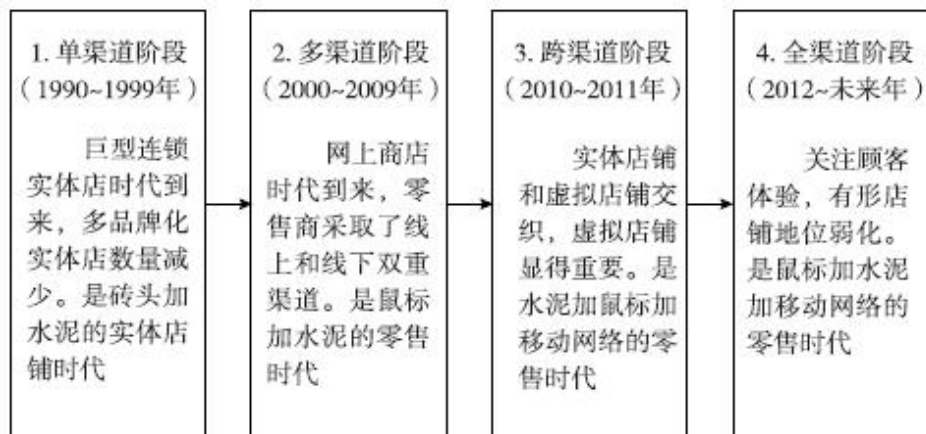 1. 单渠道阶段
（1990~1999年）
巨型连锁
实体店时代到
来，多品牌化
实体店数量减
少。是砖头加
水泥的实体店
铺时代
2. 多渠道阶段
（2000~2009年）
网上商店
时代到来，零
售商采取了线
上和线下双重
渠道。是鼠标
加水泥的零售
时代
3. 跨渠道阶段
（2010~2011年）
实体店铺
和虚拟店铺交
织，虚拟店铺
显得重要。是
水泥加鼠标加
移动网络的零
售时代
4. 全渠道阶段
（2012~未来年）
关注顾客
体验，有形店
铺地位弱化。
是鼠标加水泥
加移动网络的
零售时代